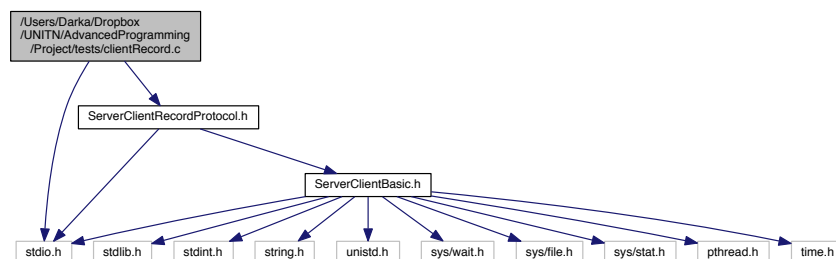 /Users/Darka/Dropbox
/UNITN/AdvancedProgramming
/Project/tests/clientRecord.c
ServerClientRecordProtocol.h
ServerClientBasic.h
stdio.h
stdlib.h
stdint.h
string.h
unistd.h
sys/wait.h
sys/file.h
sys/stat.h
pthread.h
time.h